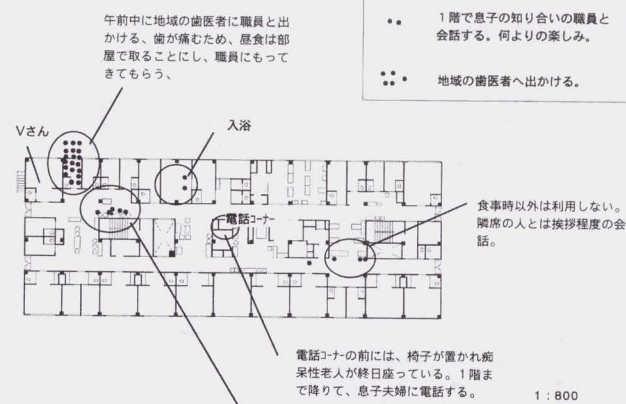 午前中に地域の歯医者に職員と出
かける、歯が痛むため、昼食は部
屋で取ることにし、職員にもって
きてもらう、
1階で息子の知り合いの職員と
会話する。何よりの楽しみ。
地域の歯医者へ出かける。
Vさん
入浴
電話コーナー
食事時以外は利用しない。
隣席の人とは挨拶程度の会
話。
電話コーナーの前には、椅子が置かれ痴
呆性老人が終日座っている。1階ま
で降りて、息子夫婦に電話する。
1:800